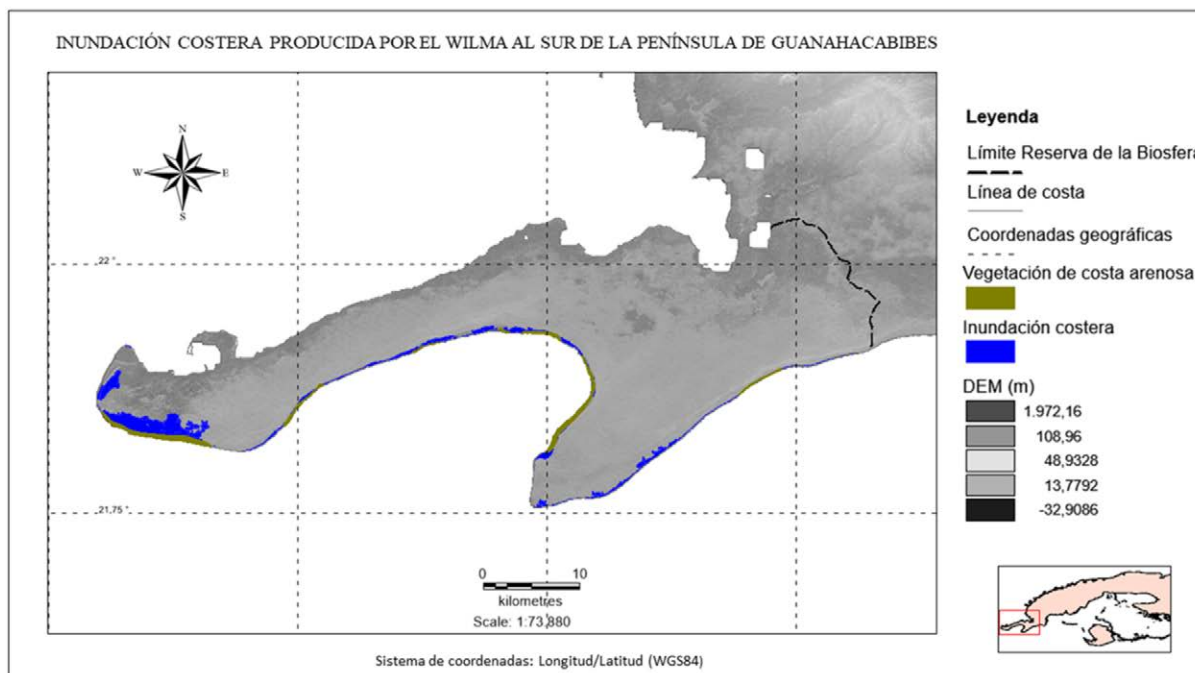 INUNDACIÓN COSTERA PRODUCIDA POR EL WILMA AL SUR DE LA PENÍNSULA DE GUANAHACABIBES
N
W
E
S
22 °
21.75 °
0 10
kilometres
Scale: 1:73,880
Leyenda
Límite Reserva de la Biosfera
Línea de costa
Coordenadas geográficas
Vegetación de costa arenosa
Inundación costera
DEM (m)
1.972,16
108,96
48,9328
13,7792
-32,9086
Sistema de coordenadas: Longitud/Latitud (WGS84)